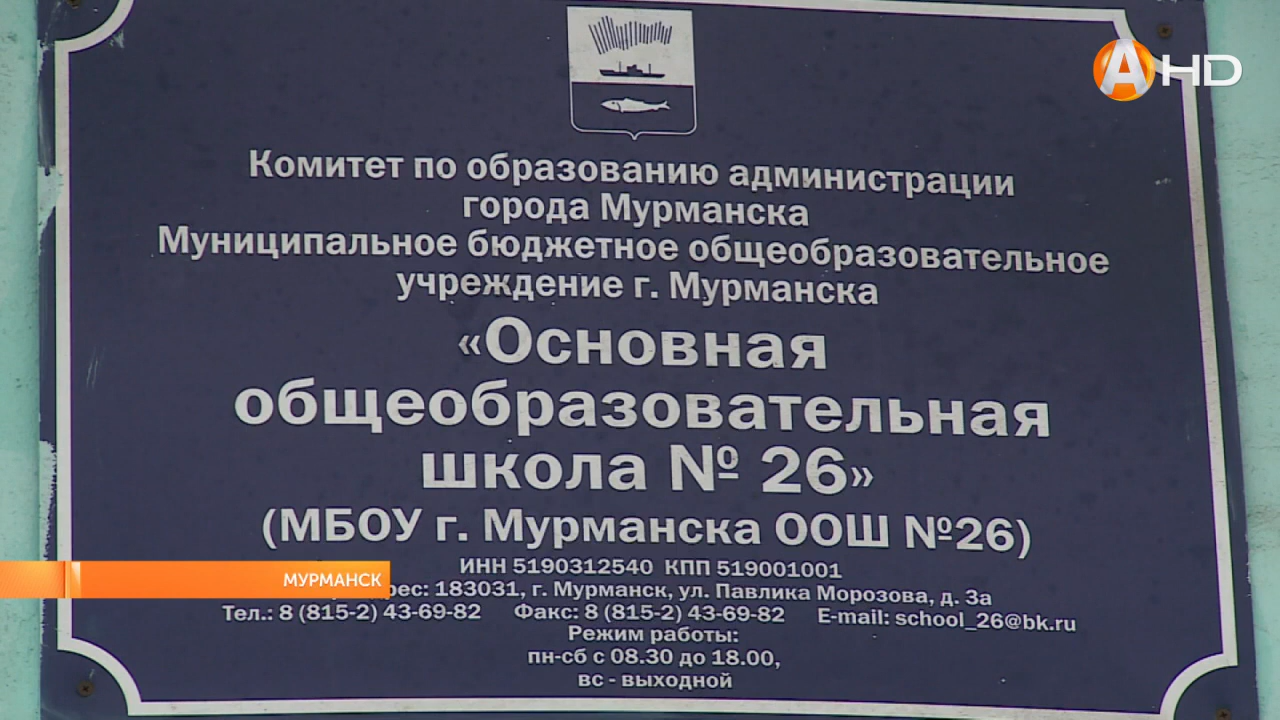 А HD
Комитет по образованию администрации
города Мурманска
Муниципальное бюджетное общеобразовательное
учреждение г. Мурманска
«Основная
общеобразовательная
школа № 26»
(МБОУ г. Мурманска ООШ №26)
ИНН 5190312540 КПП 519001001
МУРМАНСК
183031, г. Мурманск, ул. Павлика Морозова, д. 3а
Тел.: 8 (815-2) 43-69-82 Факс: 8 (815-2) 43-69-82 E-mail: school_26@bk.ru
Режим работы:
пн-сб с 08.30 до 18.00,
вс - выходной